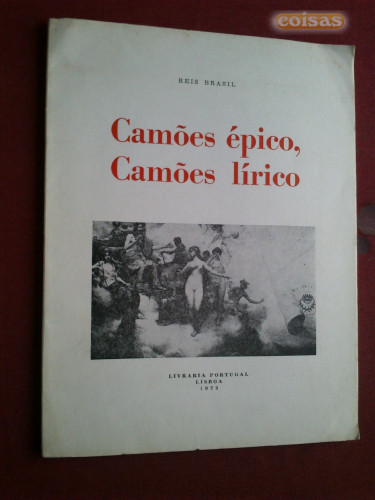 coisas
REIS BRASIL
Camões épico,
Camões lírico
LIVRARIA PORTUGAL
LISBOA